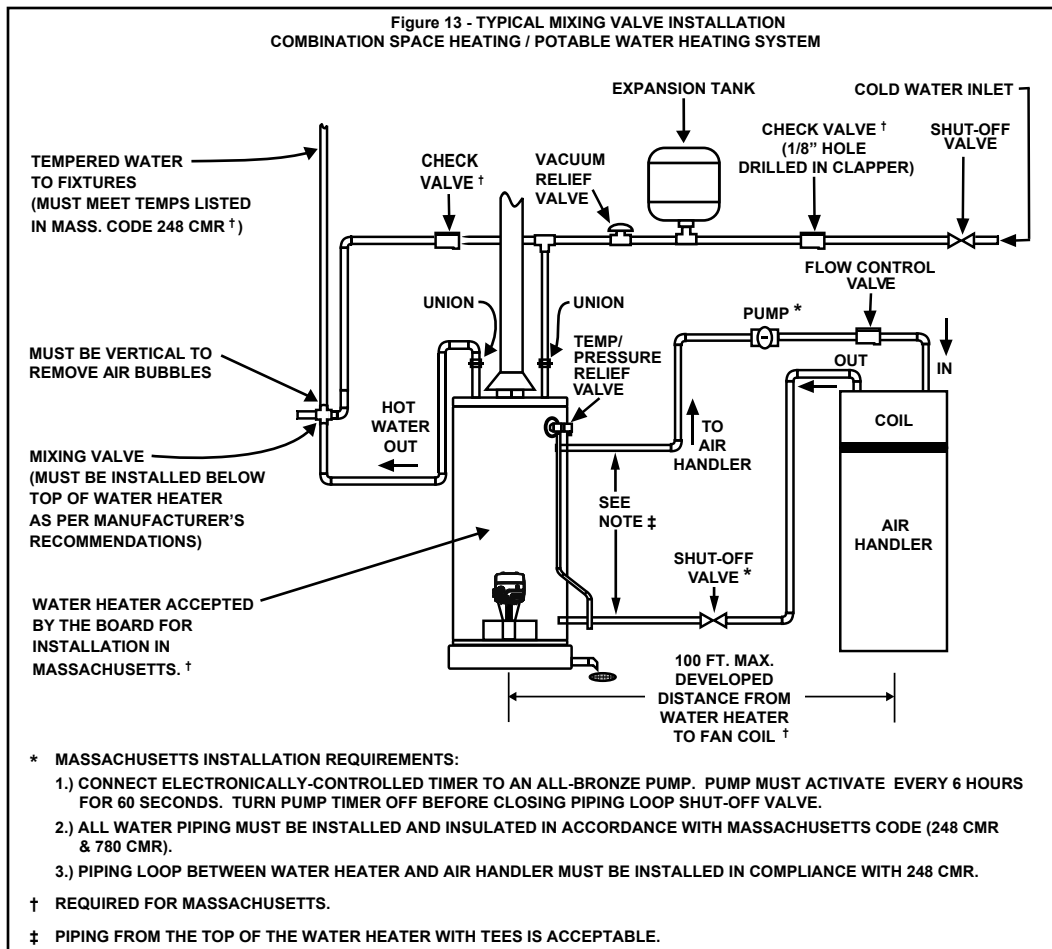 Figure 13 - TYPICAL MIXING VALVE INSTALLATION
COMBINATION SPACE HEATING / POTABLE WATER HEATING SYSTEM
EXPANSION TANK
COLD WATER INLET
TEMPERED WATER
TO FIXTURES
(MUST MEET TEMPS LISTED
IN MASS. CODE 248 CMR †)
CHECK
VALVE †
VACUUM
RELIEF
VALVE
CHECK VALVE †
(1/8” HOLE
DRILLED IN CLAPPER)
SHUT-OFF
VALVE
FLOW CONTROL
VALVE
UNION
UNION
PUMP *
TEMP/
PRESSURE
RELIEF
VALVE
OUT
IN
MUST BE VERTICAL TO
REMOVE AIR BUBBLES
HOT
WATER
OUT
TO
AIR
HANDLER
COIL
MIXING VALVE
(MUST BE INSTALLED BELOW
TOP OF WATER HEATER
AS PER MANUFACTURER’S
RECOMMENDATIONS)
SEE
NOTE ‡
AIR
HANDLER
SHUT-OFF
VALVE *
WATER HEATER ACCEPTED
BY THE BOARD FOR
INSTALLATION IN
MASSACHUSETTS. †
100 FT. MAX.
DEVELOPED
DISTANCE FROM
WATER HEATER
TO FAN COIL †
* MASSACHUSETTS INSTALLATION REQUIREMENTS:
1.) CONNECT ELECTRONICALLY-CONTROLLED TIMER TO AN ALL-BRONZE PUMP. PUMP MUST ACTIVATE EVERY 6 HOURS
FOR 60 SECONDS. TURN PUMP TIMER OFF BEFORE CLOSING PIPING LOOP SHUT-OFF VALVE.
2.) ALL WATER PIPING MUST BE INSTALLED AND INSULATED IN ACCORDANCE WITH MASSACHUSETTS CODE (248 CMR
& 780 CMR).
3.) PIPING LOOP BETWEEN WATER HEATER AND AIR HANDLER MUST BE INSTALLED IN COMPLIANCE WITH 248 CMR.
† REQUIRED FOR MASSACHUSETTS.
‡ PIPING FROM THE TOP OF THE WATER HEATER WITH TEES IS ACCEPTABLE.